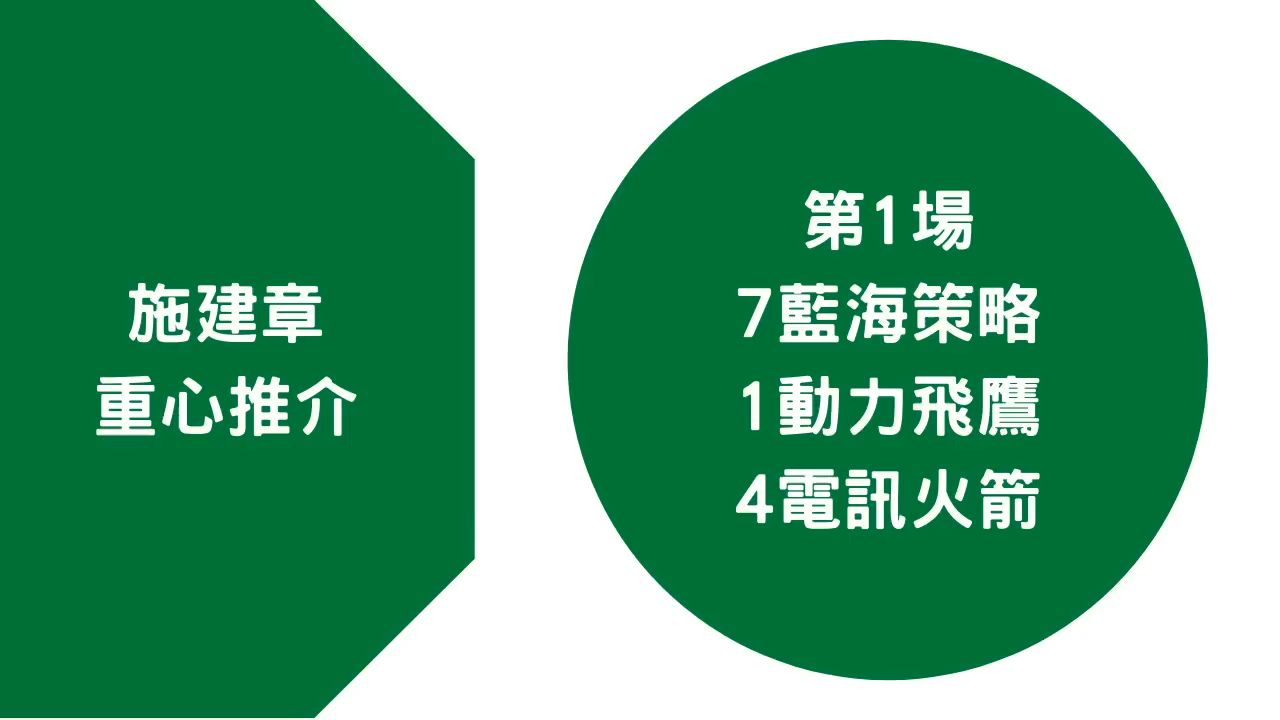 施建章
重心推介
第1場
7藍海策略
1動力飛鷹
4電訊火箭